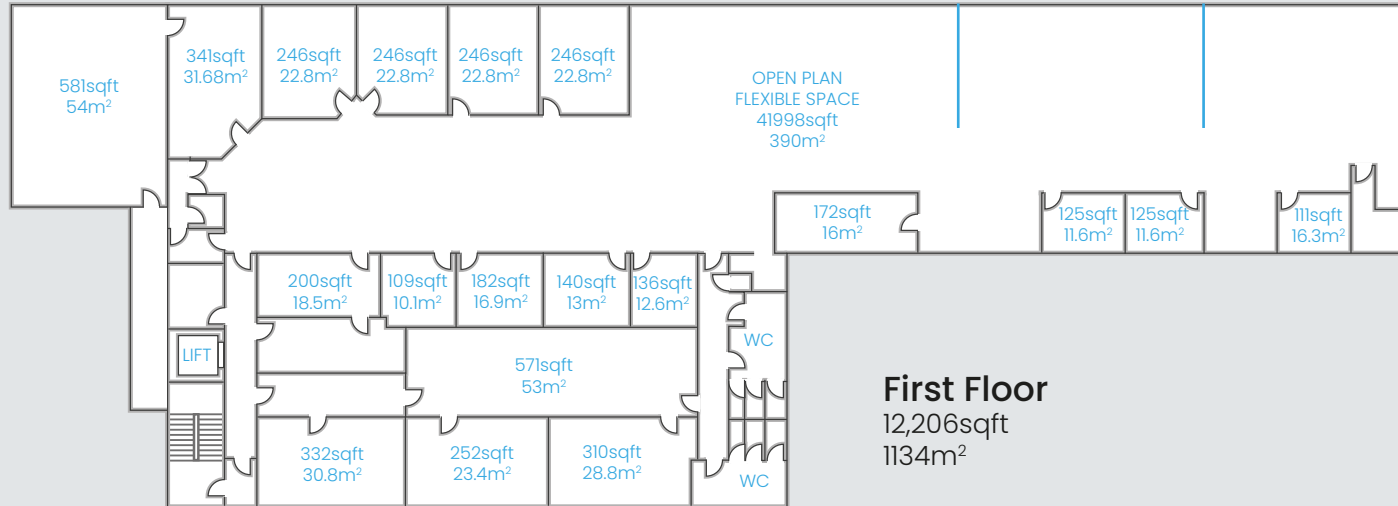 581sqft
54m²
341sqft
31.68m²
246sqft
22.8m²
246sqft
22.8m²
246sqft
22.8m²
246sqft
22.8m²
OPEN PLAN
FLEXIBLE SPACE
41998sqft
390m²
172sqft
16m²
125sqft
11.6m²
125sqft
11.6m²
111sqft
16.3m²
200sqft
18.5m²
109sqft
10.1m²
182sqft
16.9m²
140sqft
13m²
136sqft
12.6m²
LIFT
571sqft
53m²
WC
332sqft
30.8m²
252sqft
23.4m²
310sqft
28.8m²
WC
First Floor
12,206sqft
1134m²